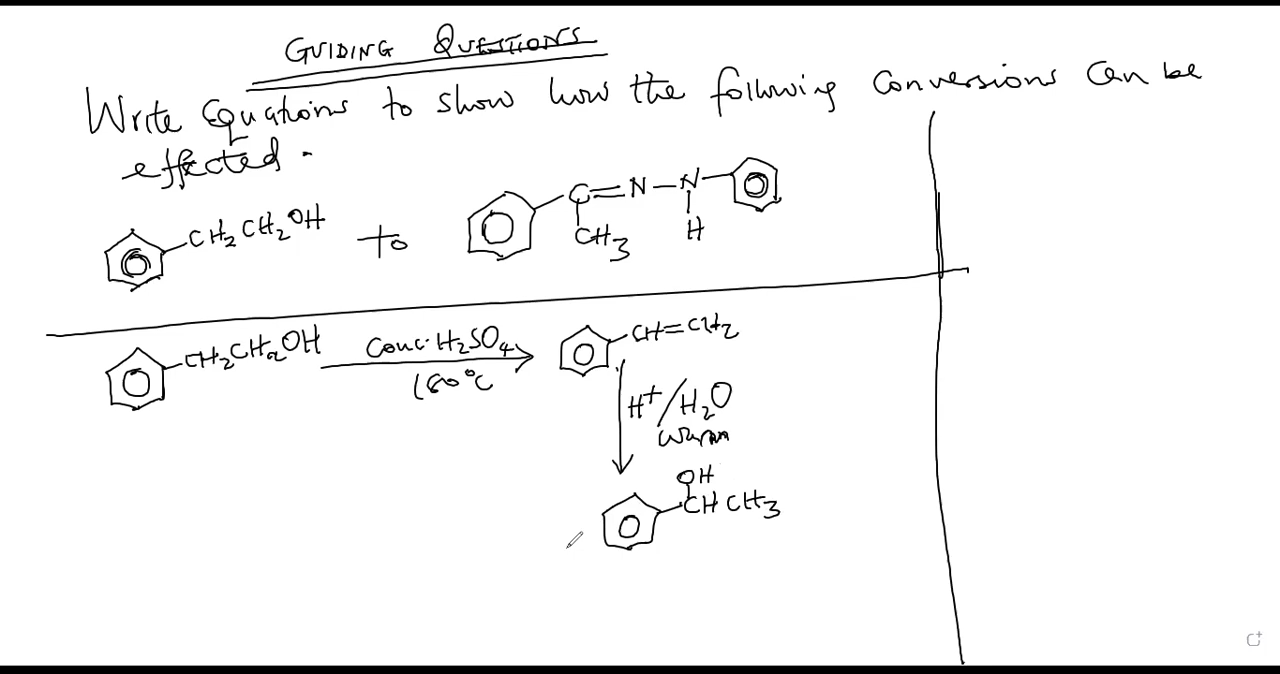 GUIDING QUESTIONS
Write Equations to show how the following conversions can be
effected.
CH2CH2OH to C=N-N
CH3 H
CH2CH2OH Conc. H2SO4 CH=CH2
180°C
H+/H2O
warm
OH
CHCH3